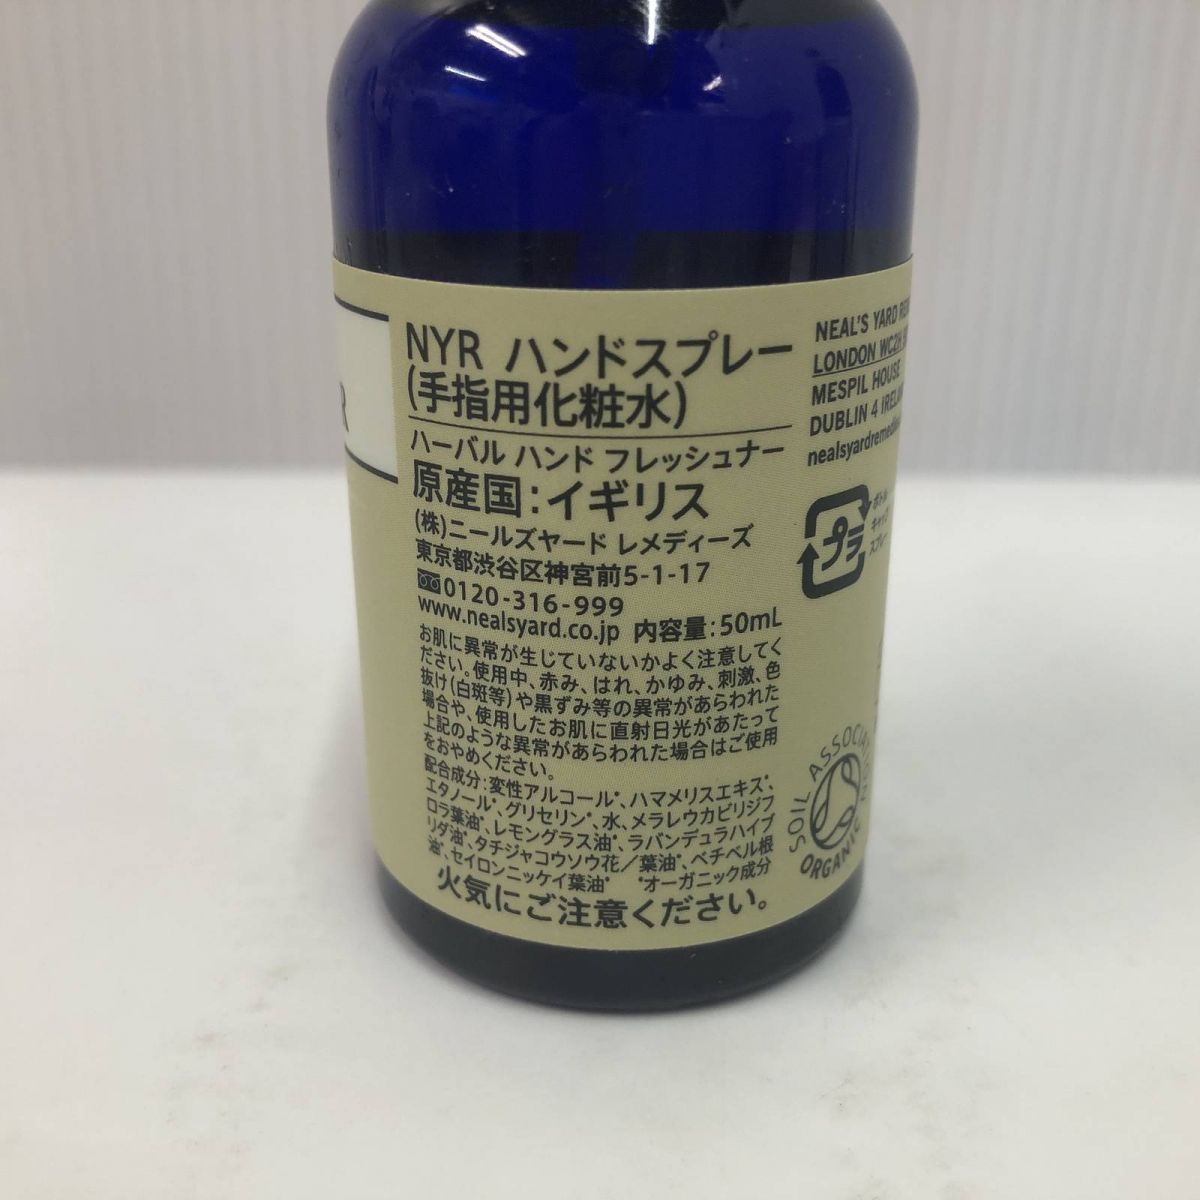 R
NYR ハンドスプレー
(手指用化粧水)
ハーバル ハンド フレッシュナー
原産国:イギリス
(株)ニールズヤード レメディーズ
東京都渋谷区神宮前5-1-17
0120-316-999
www.nealsyard.co.jp 内容量:50mL
お肌に異常が生じていないかよく注意してく
ださい。使用中、赤み、はれ、かゆみ、刺激、色
抜け(白斑等)や黒ずみ等の異常があらわれた
場合や、使用したお肌に直射日光があたって
上記のような異常があらわれた場合はご使用
をおやめください。
配合成分:変性アルコール*、ハマメリスエキス*、
エタノール*、グリセリン*、水、メラレウカビリジフ
ロラ葉油*、レモングラス油*、ラバンデュラハイブ
リダ油*、タチジャコウソウ花/葉油*、ベチベル根
油*、セイロンニッケイ葉油* *オーガニック成分
火気にご注意ください。
NEAL'S YARD
LONDON WC2H
MESPIL HOUSE
DUBLIN 4
プラ
ボトル
キャップ
スプレー
SOIL ASSOCIATION
ORGANIC